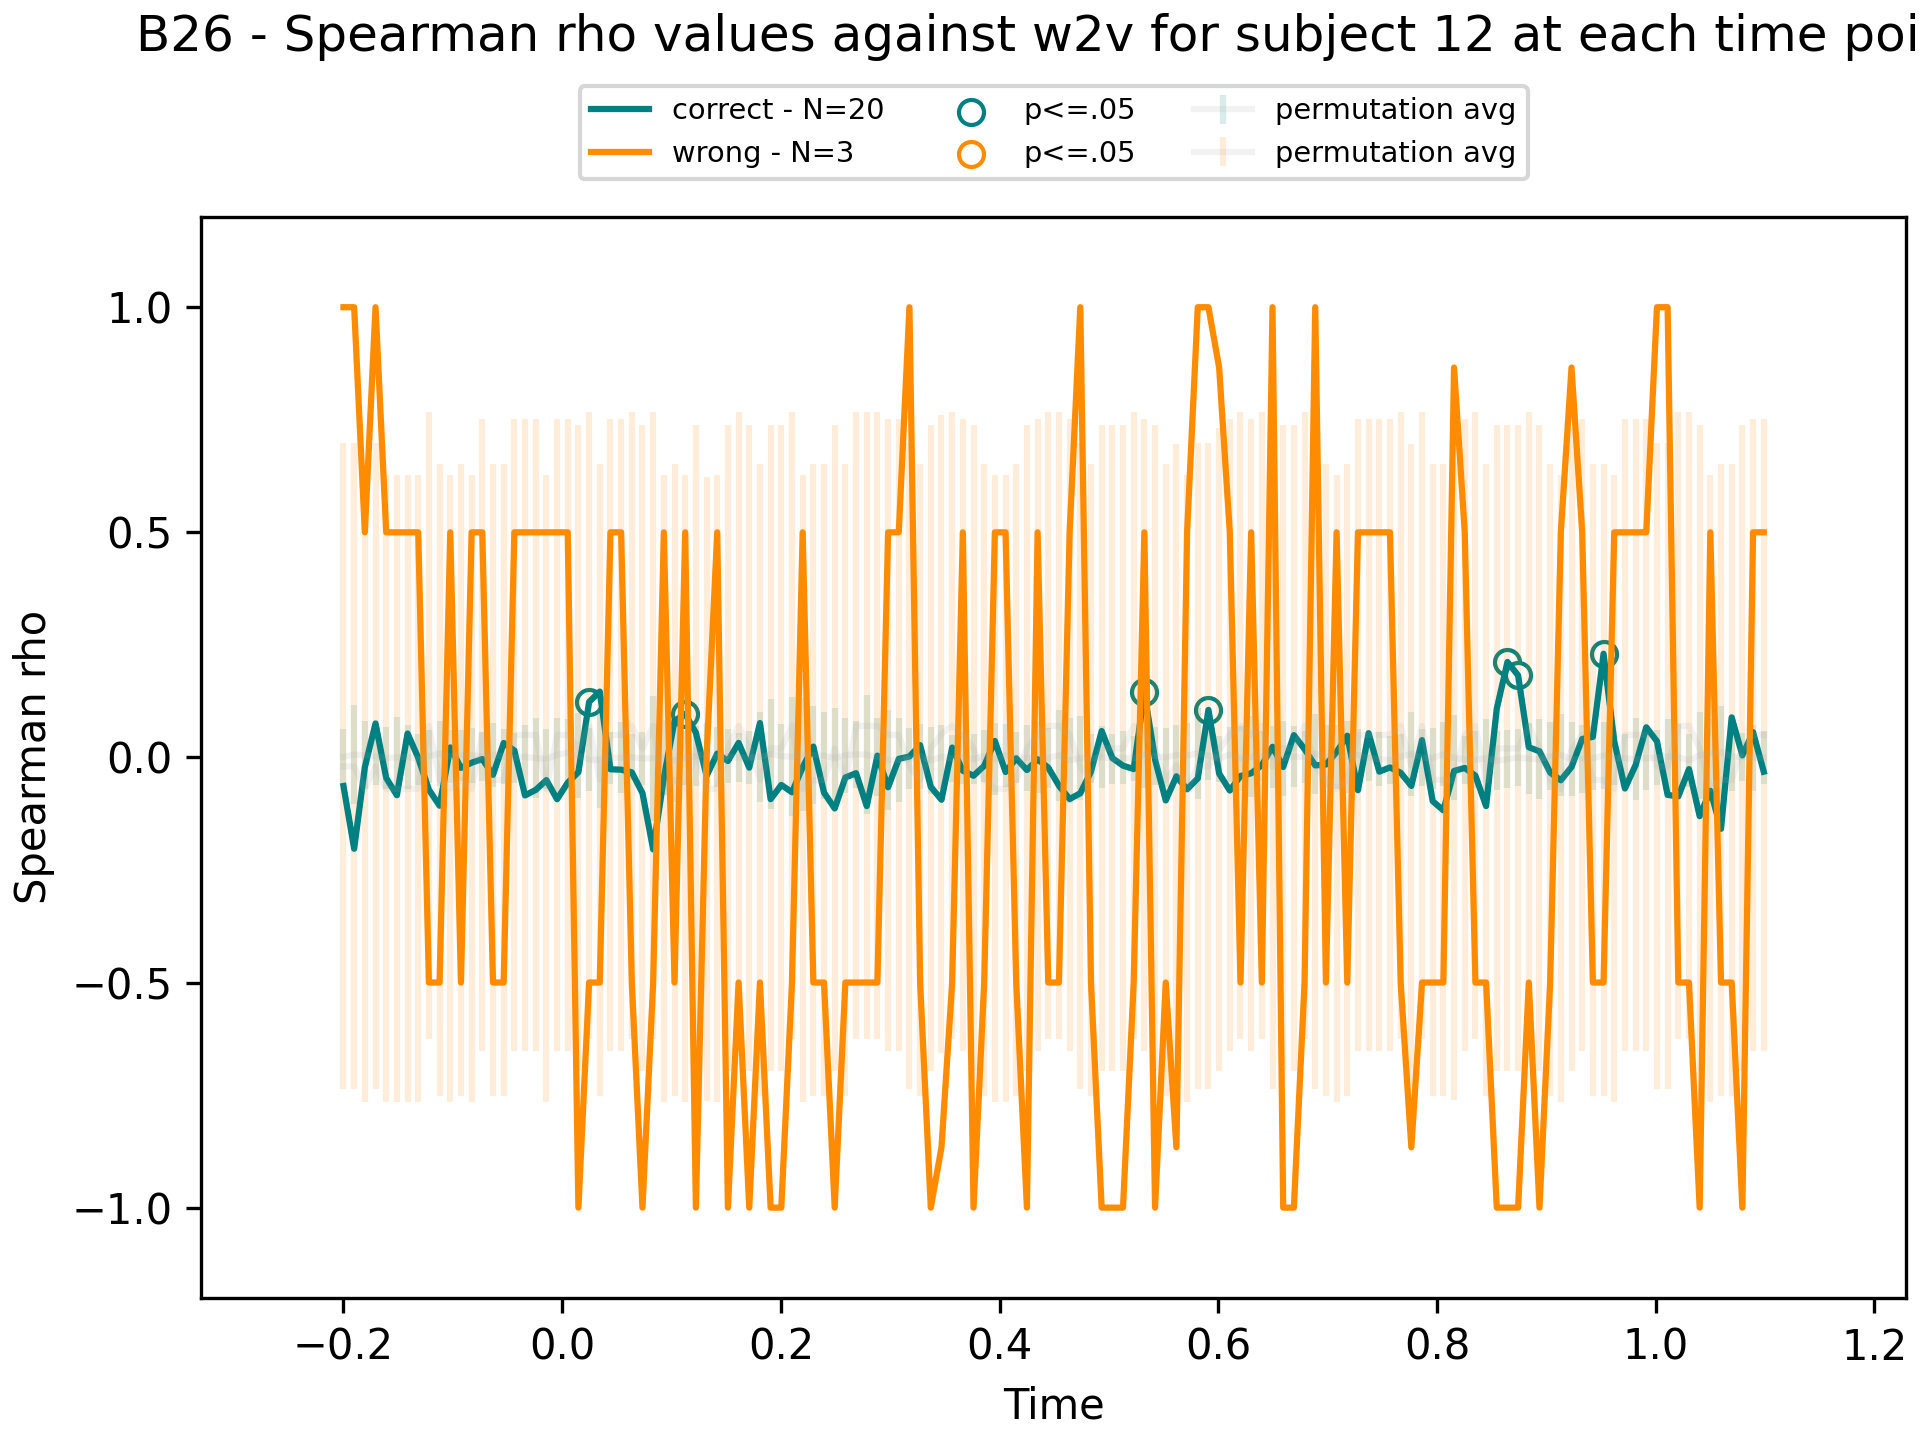 B26 - Spearman rho values against w2v for subject 12 at each time poi
correct - N=20 p<=.05 permutation avg
wrong - N=3 p<=.05 permutation avg
1.0
0.5
0.0
−0.5
−1.0
Spearman rho
−0.2 0.0 0.2 0.4 0.6 0.8 1.0 1.2
Time